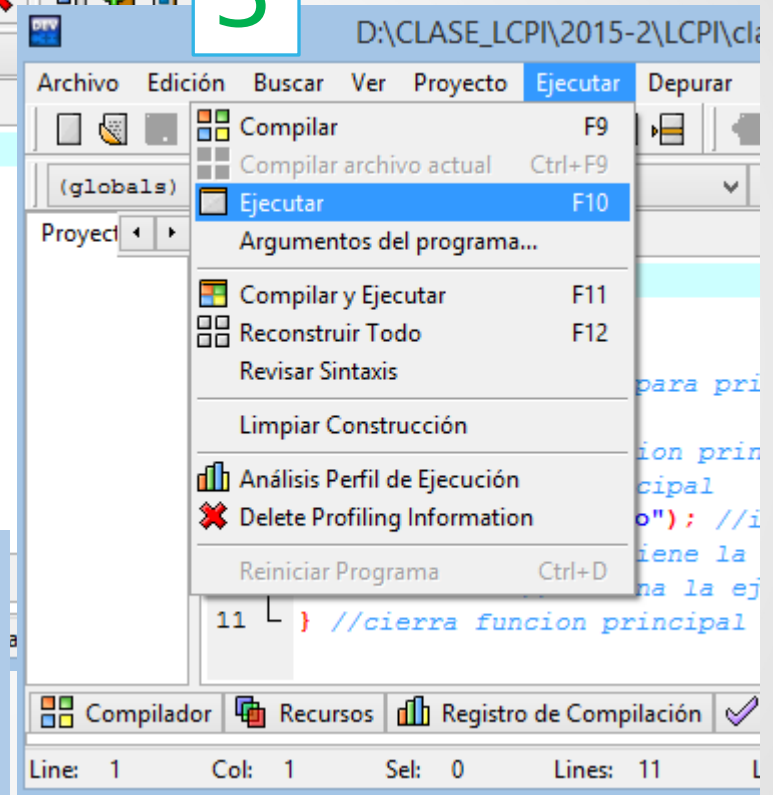 3
DEV
D:\CLASE_LCPI\2015-2\LCPI\cla
Archivo Edición Buscar Ver Proyecto Ejecutar Depurar
Compilar F9
Compilar archivo actual Ctrl+F9
(globals)
Ejecutar F10
Proyect
Argumentos del programa...
Compilar y Ejecutar F11
Reconstruir Todo F12
Revisar Sintaxis
para pri
Limpiar Construcción
ion prin
Análisis Perfil de Ejecución
cipal
Delete Profiling Information
o"); //i
iene la
Reiniciar Programa Ctrl+D
na la ej
11 } //cierra funcion principal
Compilador Recursos Registro de Compilación
Line: 1 Col: 1 Sel: 0 Lines: 11